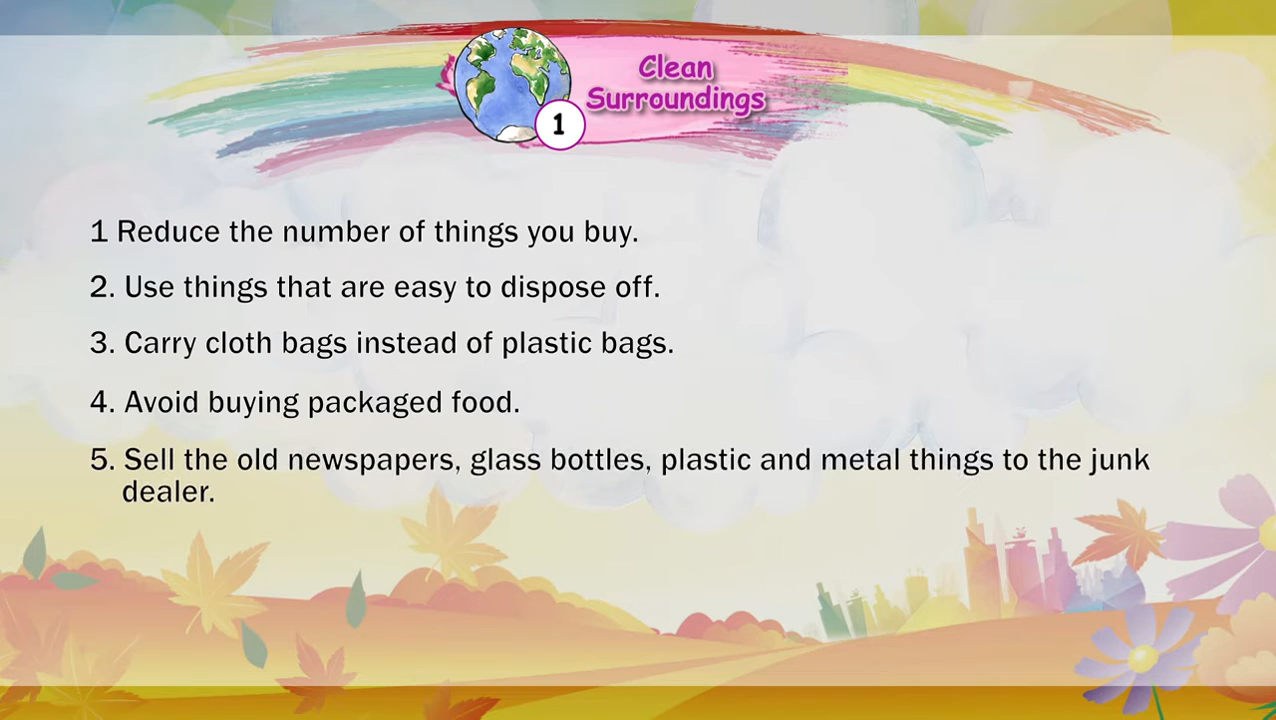 Clean
Surroundings
1
1 Reduce the number of things you buy.
2. Use things that are easy to dispose off.
3. Carry cloth bags instead of plastic bags.
4. Avoid buying packaged food.
5. Sell the old newspapers, glass bottles, plastic and metal things to the junk
dealer.